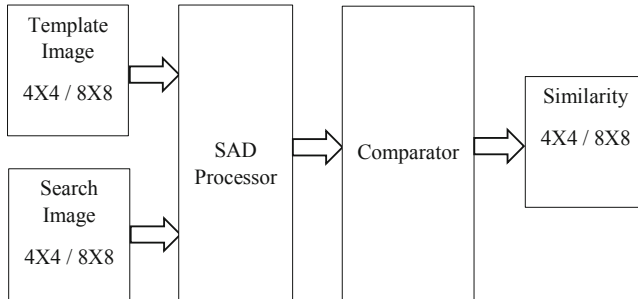 Template
Image
4X4 / 8X8
Search
Image
4X4 / 8X8
SAD
Processor
Comparator
Similarity
4X4 / 8X8